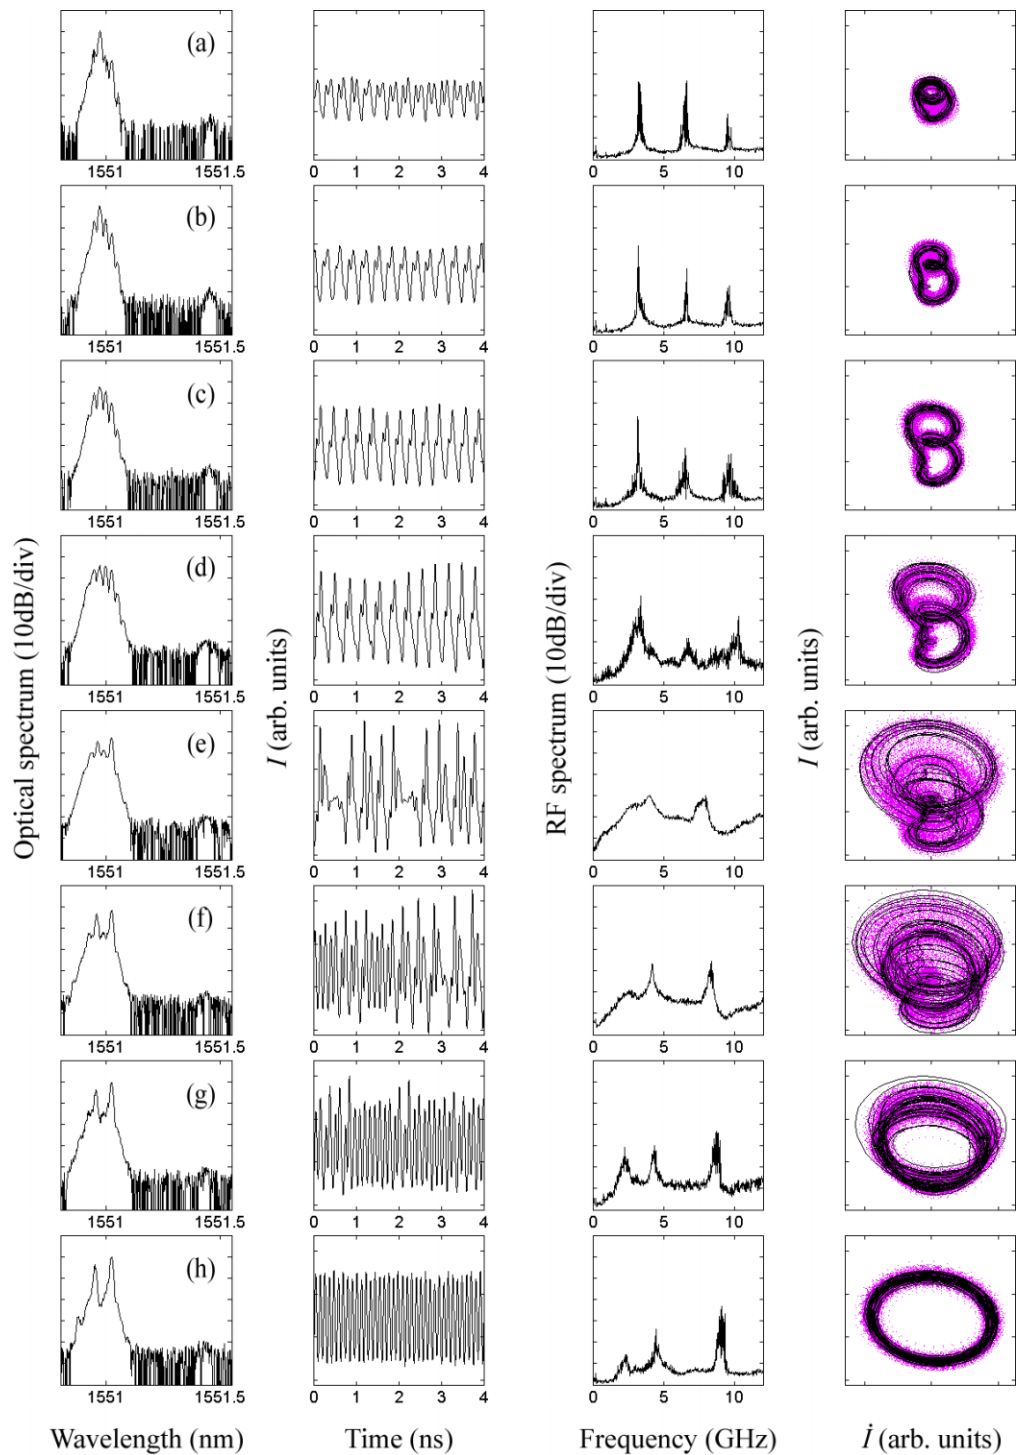 (a)
1551 1551.5 0 1 2 3 4 0 5 10
(b)
1551 1551.5 0 1 2 3 4 0 5 10
(c)
1551 1551.5 0 1 2 3 4 0 5 10
(d)
1551 1551.5 0 1 2 3 4 0 5 10
(e)
1551 1551.5 0 1 2 3 4 0 5 10
(f)
1551 1551.5 0 1 2 3 4 0 5 10
(g)
1551 1551.5 0 1 2 3 4 0 5 10
(h)
1551 1551.5 0 1 2 3 4 0 5 10
Optical spectrum (10dB/div)
I (arb. units)
RF spectrum (10dB/div)
I (arb. units)
Wavelength (nm) Time (ns) Frequency (GHz) İ (arb. units)